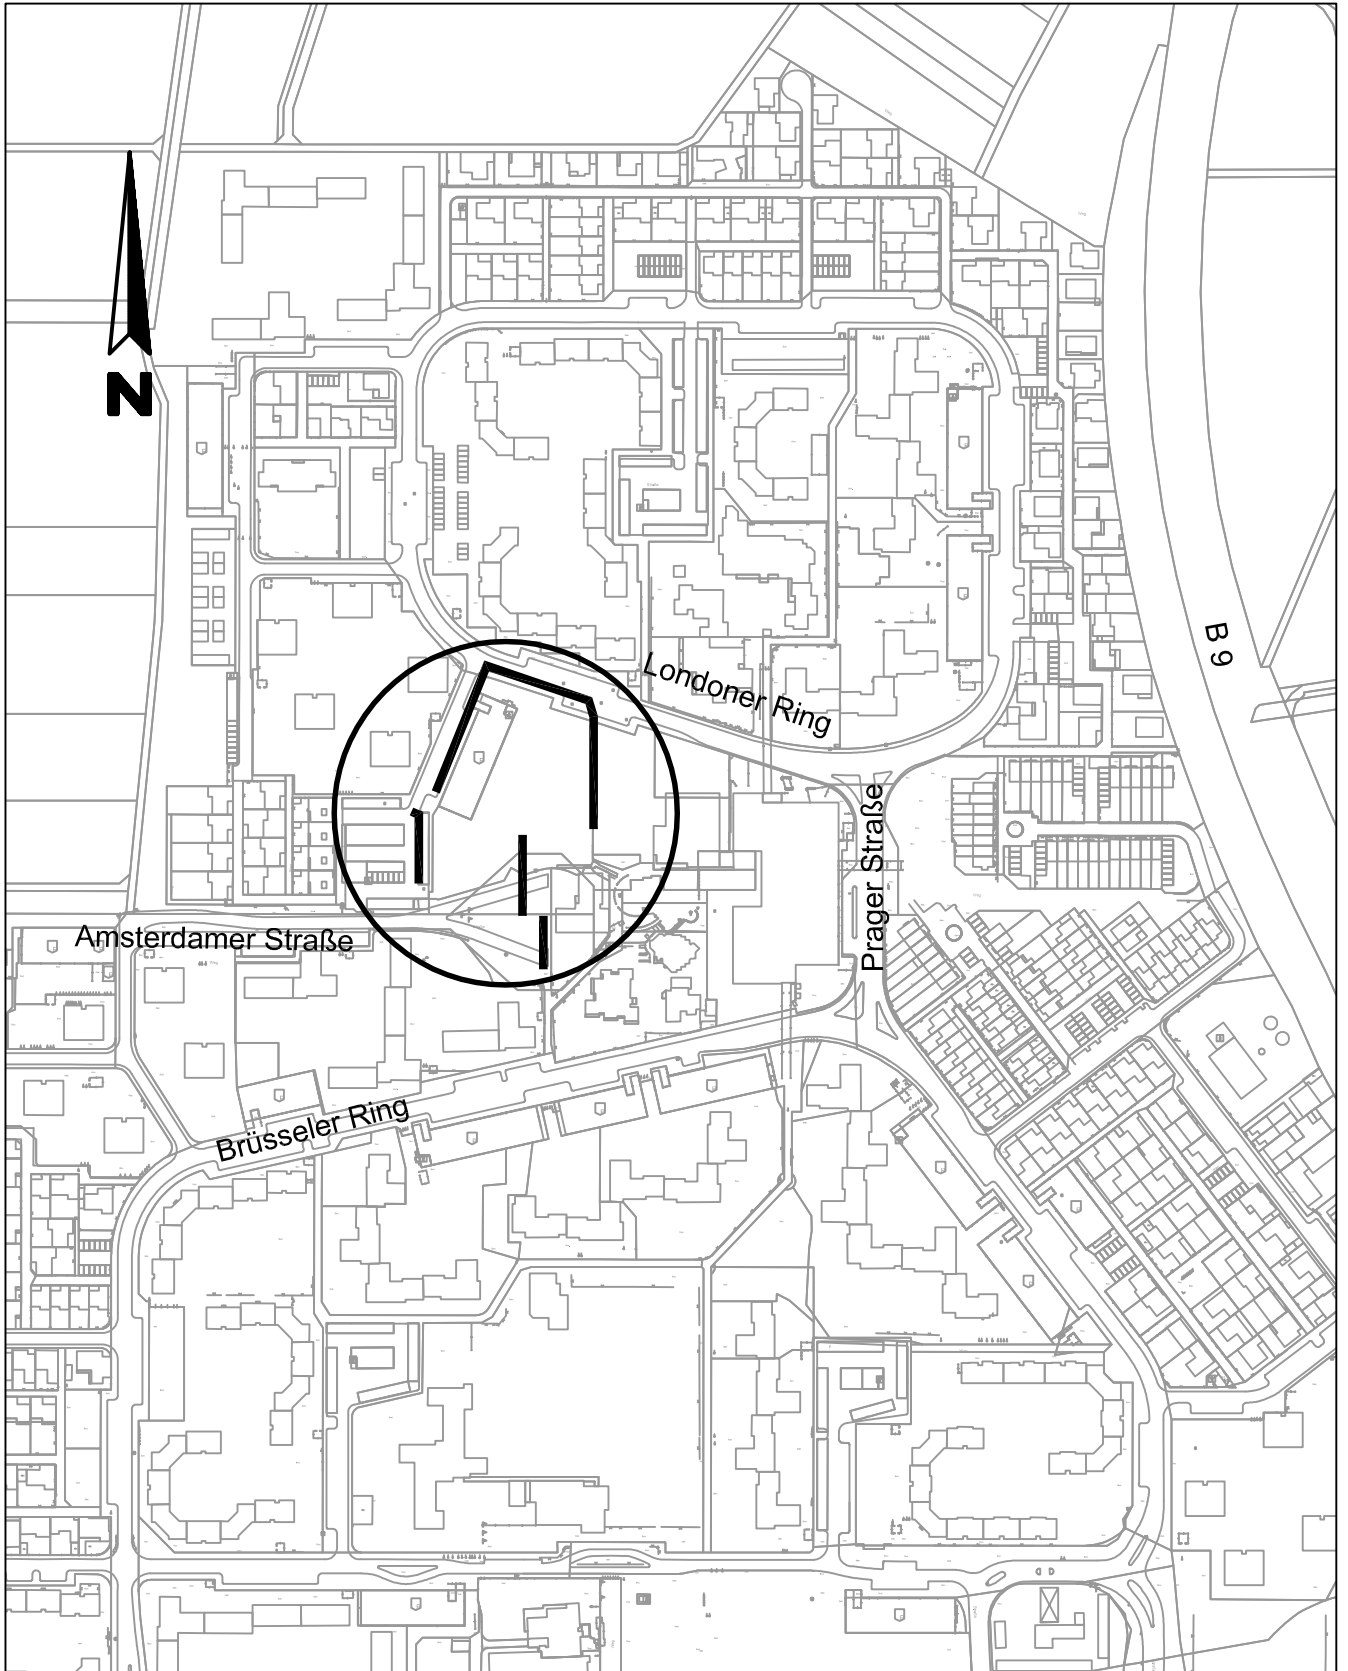 N
B 9
Londoner Ring
Prager Straße
Amsterdamer Straße
Brüsseler Ring